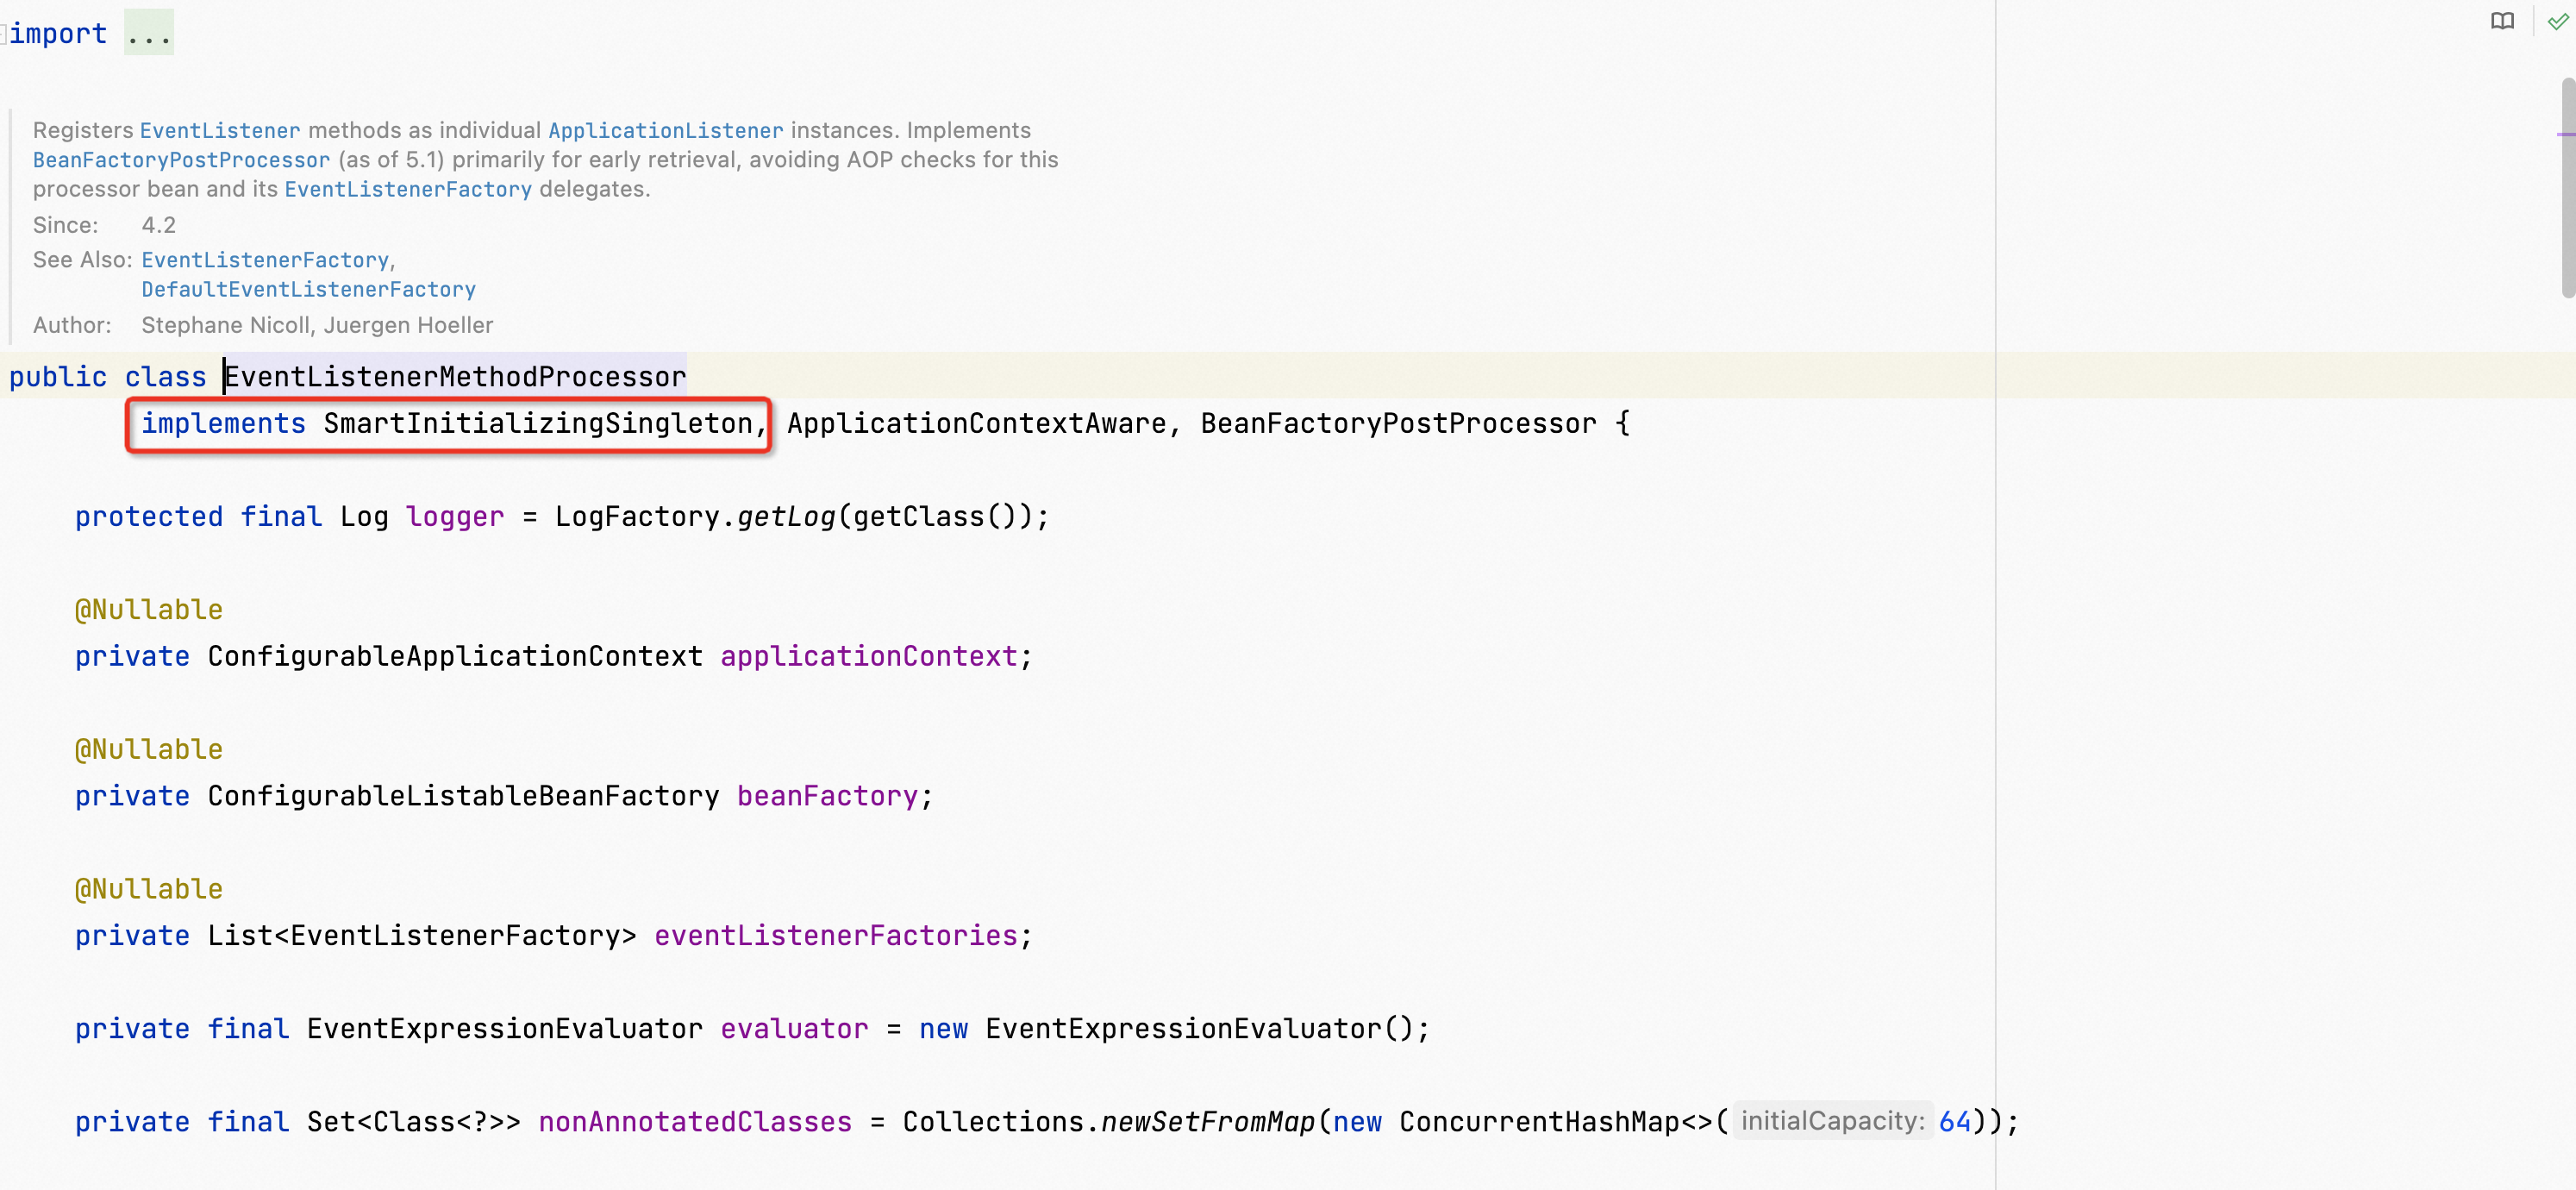 import ...
Registers EventListener methods as individual ApplicationListener instances. Implements
BeanFactoryPostProcessor (as of 5.1) primarily for early retrieval, avoiding AOP checks for this
processor bean and its EventListenerFactory delegates.
Since: 4.2
See Also: EventListenerFactory,
DefaultEventListenerFactory
Author: Stephane Nicoll, Juergen Hoeller
public class EventListenerMethodProcessor
implements SmartInitializingSingleton, ApplicationContextAware, BeanFactoryPostProcessor {
protected final Log logger = LogFactory.getLog(getClass());
@Nullable
private ConfigurableApplicationContext applicationContext;
@Nullable
private ConfigurableListableBeanFactory beanFactory;
@Nullable
private List<EventListenerFactory> eventListenerFactories;
private final EventExpressionEvaluator evaluator = new EventExpressionEvaluator();
private final Set<Class<?>> nonAnnotatedClasses = Collections.newSetFromMap(new ConcurrentHashMap<>( initialCapacity: 64));